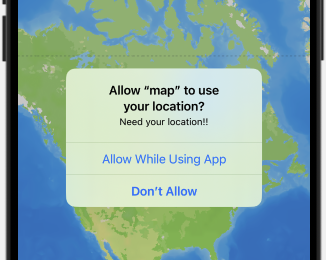 Allow “map” to use
your location?
Need your location!!
Allow While Using App
Don’t Allow